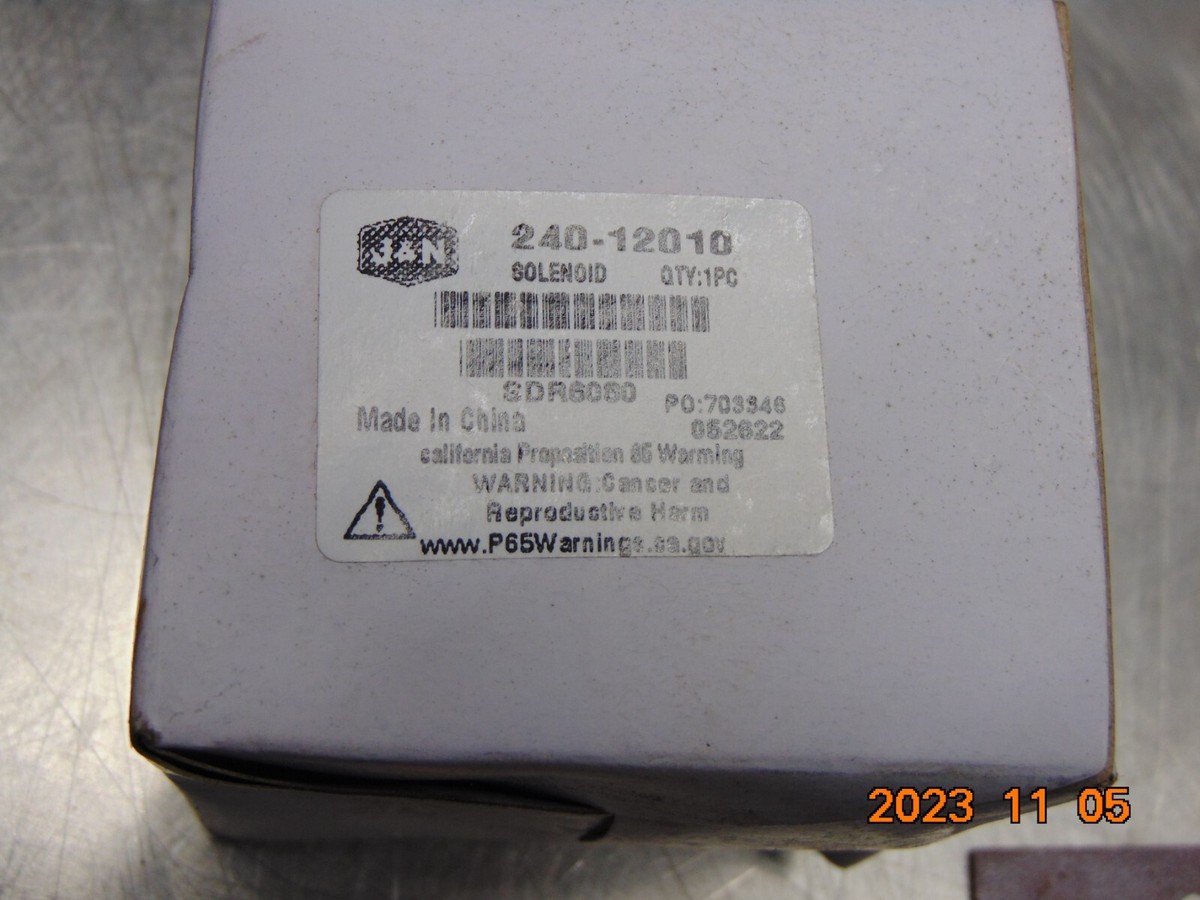 J&N
240-12010
SOLENOID QTY:1PC
SDR6080
PO:703346
Made In China
052622
california Proposition 65 Warming
WARNING:Cancer and
Reproductive Harm
www.P65Warnings.ca.gov
2023 11 05